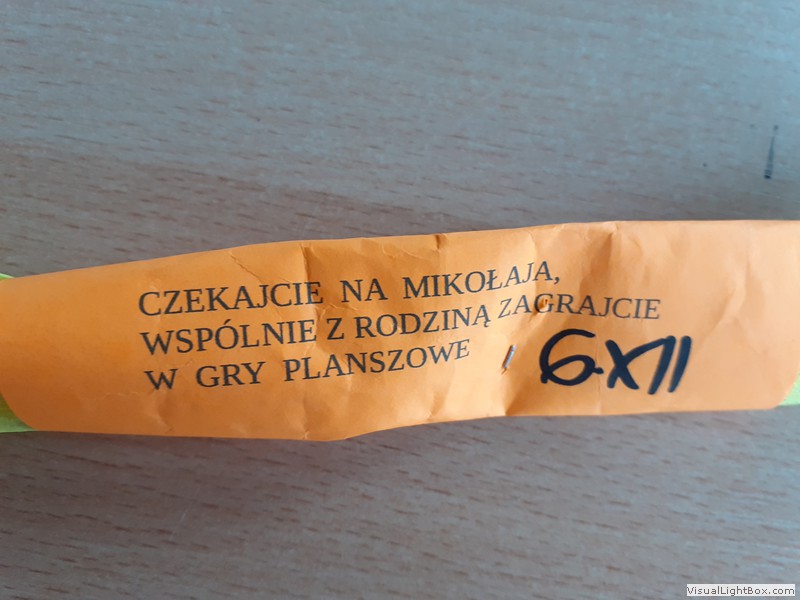 CZEKAJCIE NA MIKOŁAJA,
WSPÓLNIE Z RODZINĄ ZAGRAJCIE
W GRY PLANSZOWE
6.XII
VisualLightBox.com